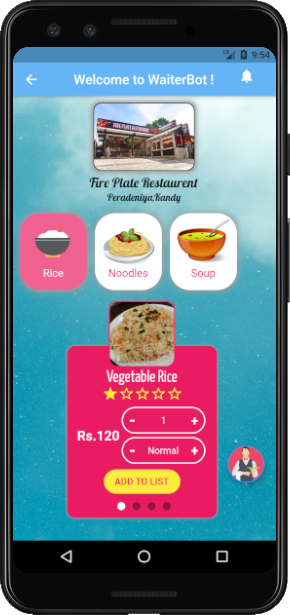 9:54
Welcome to WaiterBot !
FIRE PLATE RESTAURENT
Fire Plate Restaurent
Peradeniya,Kandy
Rice
Noodles
Soup
Vegetable Rice
Rs.120
- 1 +
- Normal +
ADD TO LIST